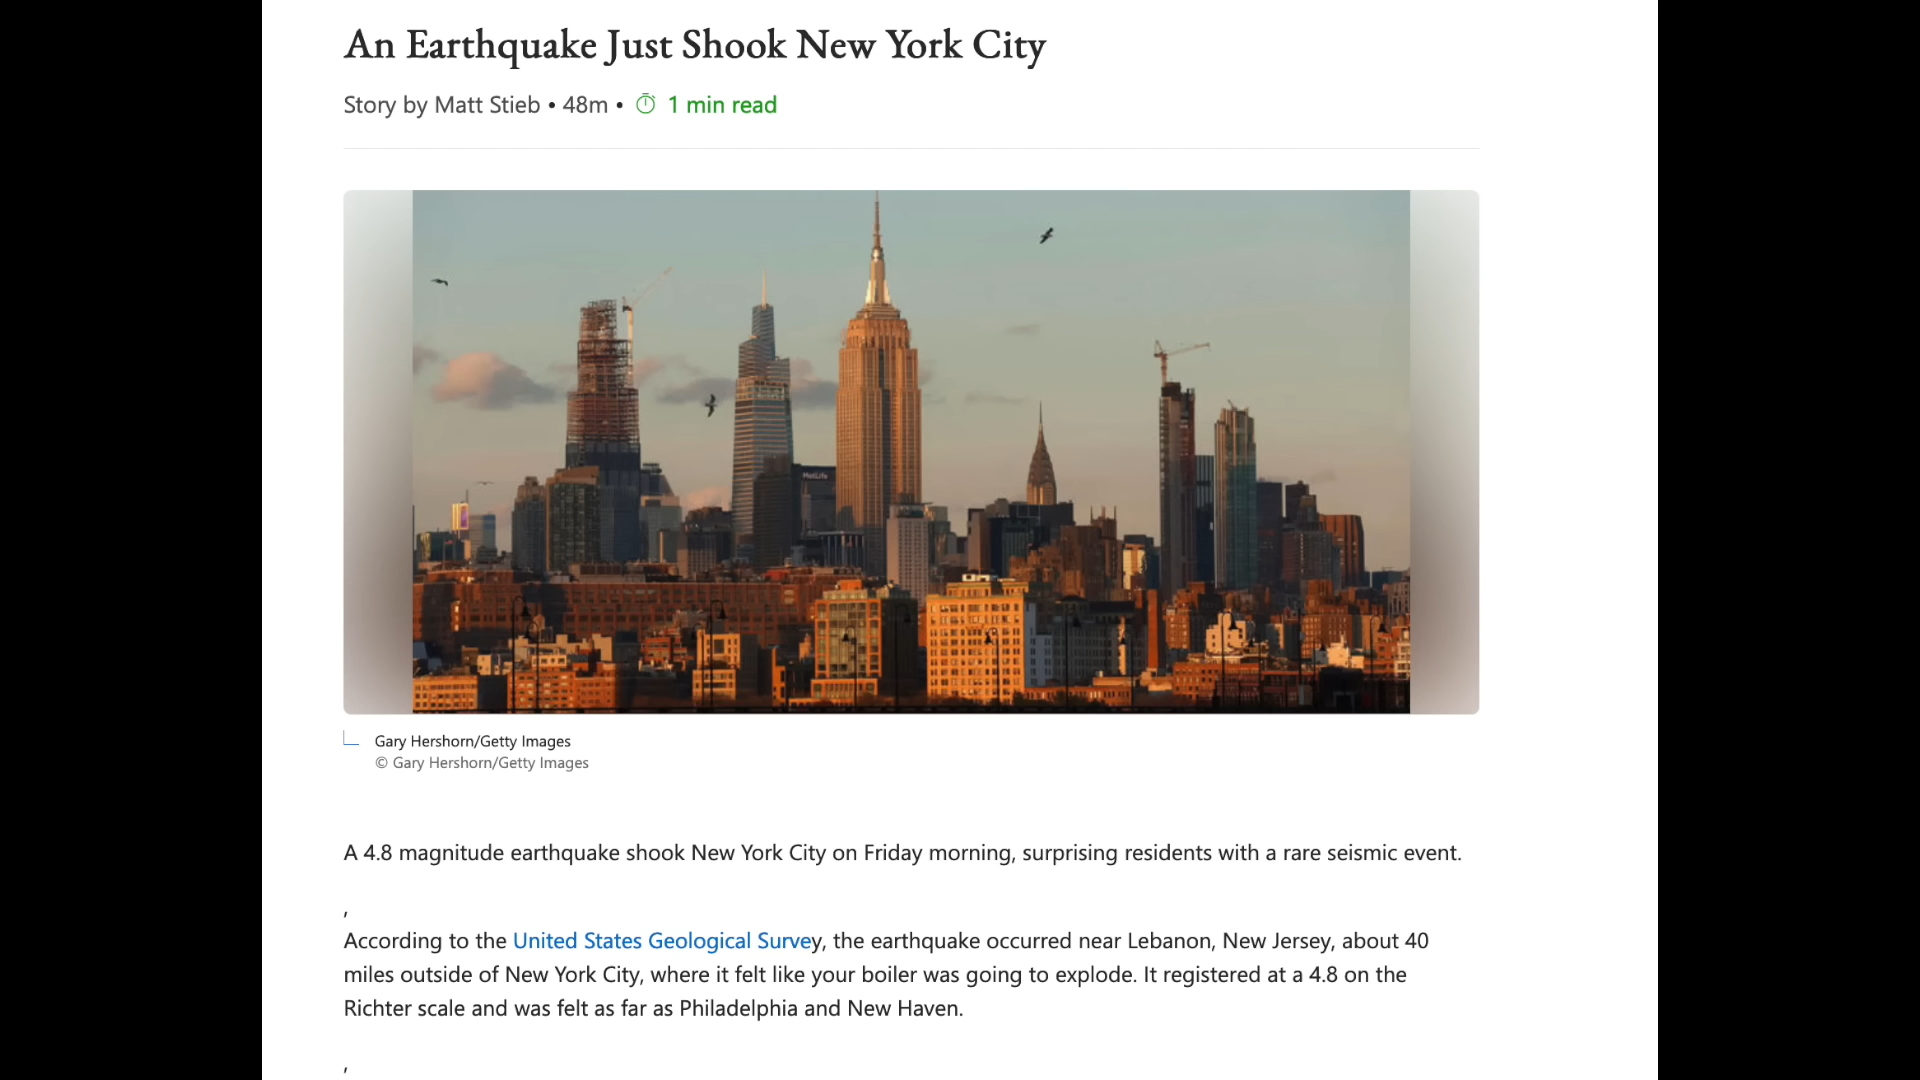 An Earthquake Just Shook New York City
Story by Matt Stieb • 48m • 1 min read
MetLife
Gary Hershorn/Getty Images
© Gary Hershorn/Getty Images
A 4.8 magnitude earthquake shook New York City on Friday morning, surprising residents with a rare seismic event.
,
According to the United States Geological Survey, the earthquake occurred near Lebanon, New Jersey, about 40
miles outside of New York City, where it felt like your boiler was going to explode. It registered at a 4.8 on the
Richter scale and was felt as far as Philadelphia and New Haven.
,